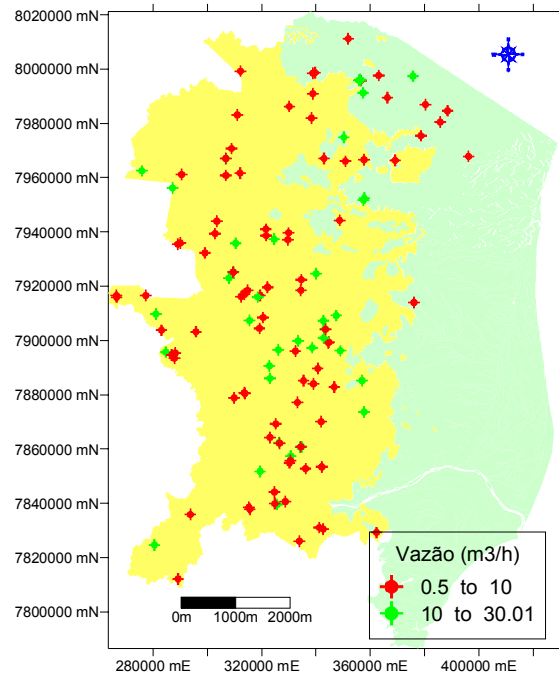 8020000 mN
8000000 mN
7980000 mN
7960000 mN
7940000 mN
7920000 mN
7900000 mN
7880000 mN
7860000 mN
7840000 mN
7820000 mN
7800000 mN
0m 1000m 2000m
Vazão (m3/h)
0.5 to 10
10 to 30.01
280000 mE 320000 mE 360000 mE 400000 mE